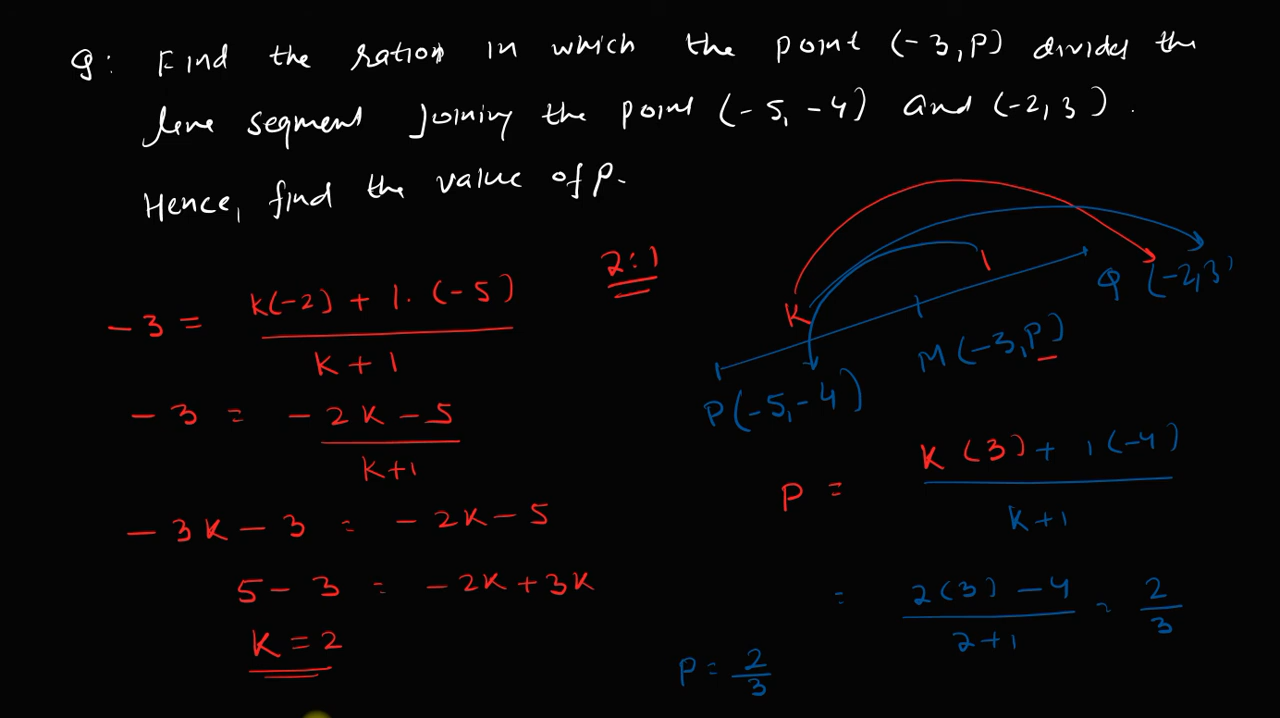 Q: Find the ration in which the point (-3, P) divides the
line segment Joining the point (-5, -4) and (-2, 3).
Hence, find the value of P.
2:1
-3 = K(-2) + 1. (-5)
K + 1
-3 = -2K - 5
K+1
-3K - 3 = -2K - 5
5 - 3 = -2K + 3K
K = 2
K
1
Q (-2, 3)
M (-3, P)
P(-5, -4)
P = K (3) + 1 (-4)
K + 1
= 2(3) - 4 = 2
2+1 3
P = 2
3